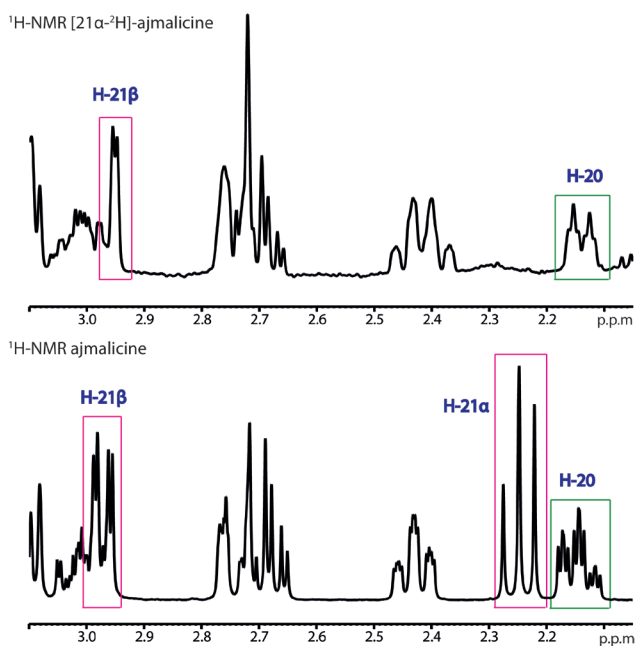 ¹H-NMR [21α-²H]-ajmalicine
H-21β
H-20
3.0 2.9 2.8 2.7 2.6 2.5 2.4 2.3 2.2 p.p.m
¹H-NMR ajmalicine
H-21β
H-21α
H-20
3.0 2.9 2.8 2.7 2.6 2.5 2.4 2.3 2.2 p.p.m